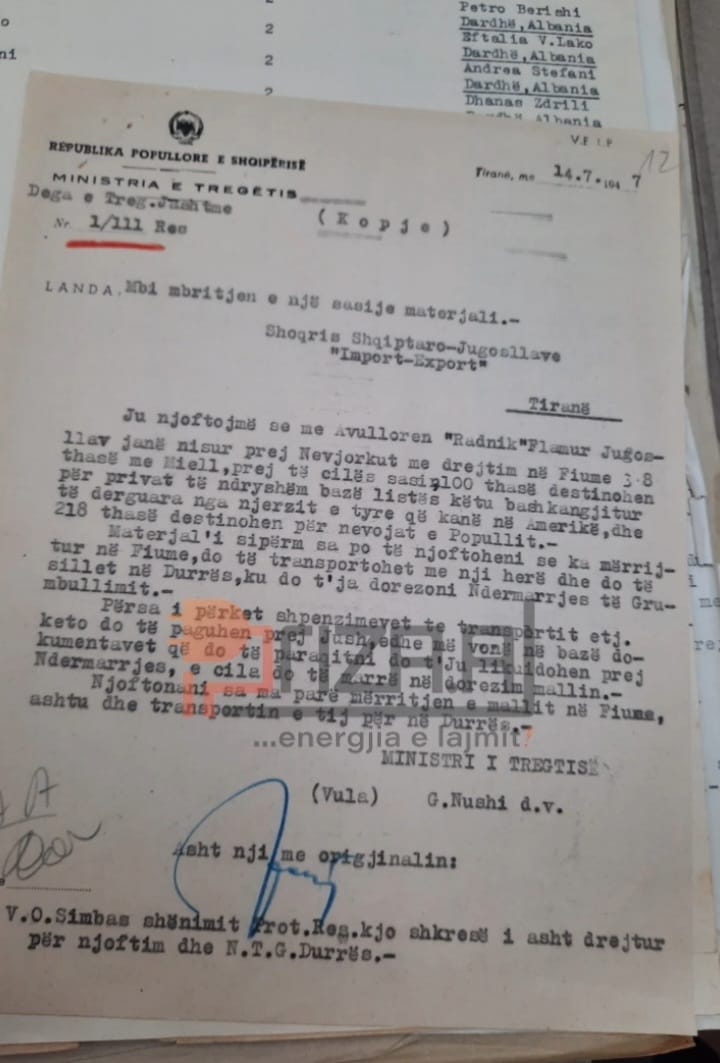 Petro Berishi
2
Dardhë,Albania
Eftalia V.Lako
2
Dardhë,Albania
Andrea Stefani
2
Dardhë,Albania
Dhanas Zdrili
2
Albania
V.F I.P
12
REPUBLIKA POPULLORE E SHQIPËRISË
Tiranë, më 14.7.1947
MINISTRIA E TREGËTIS
Dega e Treg.Jashtme
(Kopje)
Nr. 1/111 Res
LANDA. Mbi mbritjen e një sasije materjali.-
Shoqris Shqiptaro-Jugosllave
"Import-Export"
Tiranë
Ju njoftojmë se me Avulloren "Radnik"Flamur Jugos-
llav janë nisur prej Nevjorkut me drejtim në Fiume 3.8
thasë me Miell,prej të cilës sasi,100 thasë destinohen
për privat të ndryshëm bazë listës këtu bashkangjitur
të derguara nga njerzit e tyre që kanë në Amerikë,dhe
218 thasë destinohen për nevojat e Popullit.-
Materjal'i sipërm sa po të njoftoheni se ka mërrij-
tur në Fiume,do të transportohet me nji herë dhe do të
sillet në Durrës,ku do t'ja dorezoni Ndermarrjes të Gru-
mbullimit.-
Përsa i përket shpenzimevet te transportit etj.
keto do të paguhen prej Jush,edhe më vonë në bazë do-
kumentavet që do të paraqitni do t'Ju likuidohen prej
Ndermarrjes, e cila do të marrë në dorezim mallin.-
Njoftonani sa ma parë mërritjen e mallit në Fiume,
ashtu dhe transportin e tij për në Durrës.-
...energjia e lajmit!
MINISTRI I TREGTISË
(Vula) G.Nushi d.v.
Asht nji me origjinalin:
V.O.Simbas shënimit Prot.Res.kjo shkresë i asht drejtur
për njoftim dhe N.T.G.Durrës.-